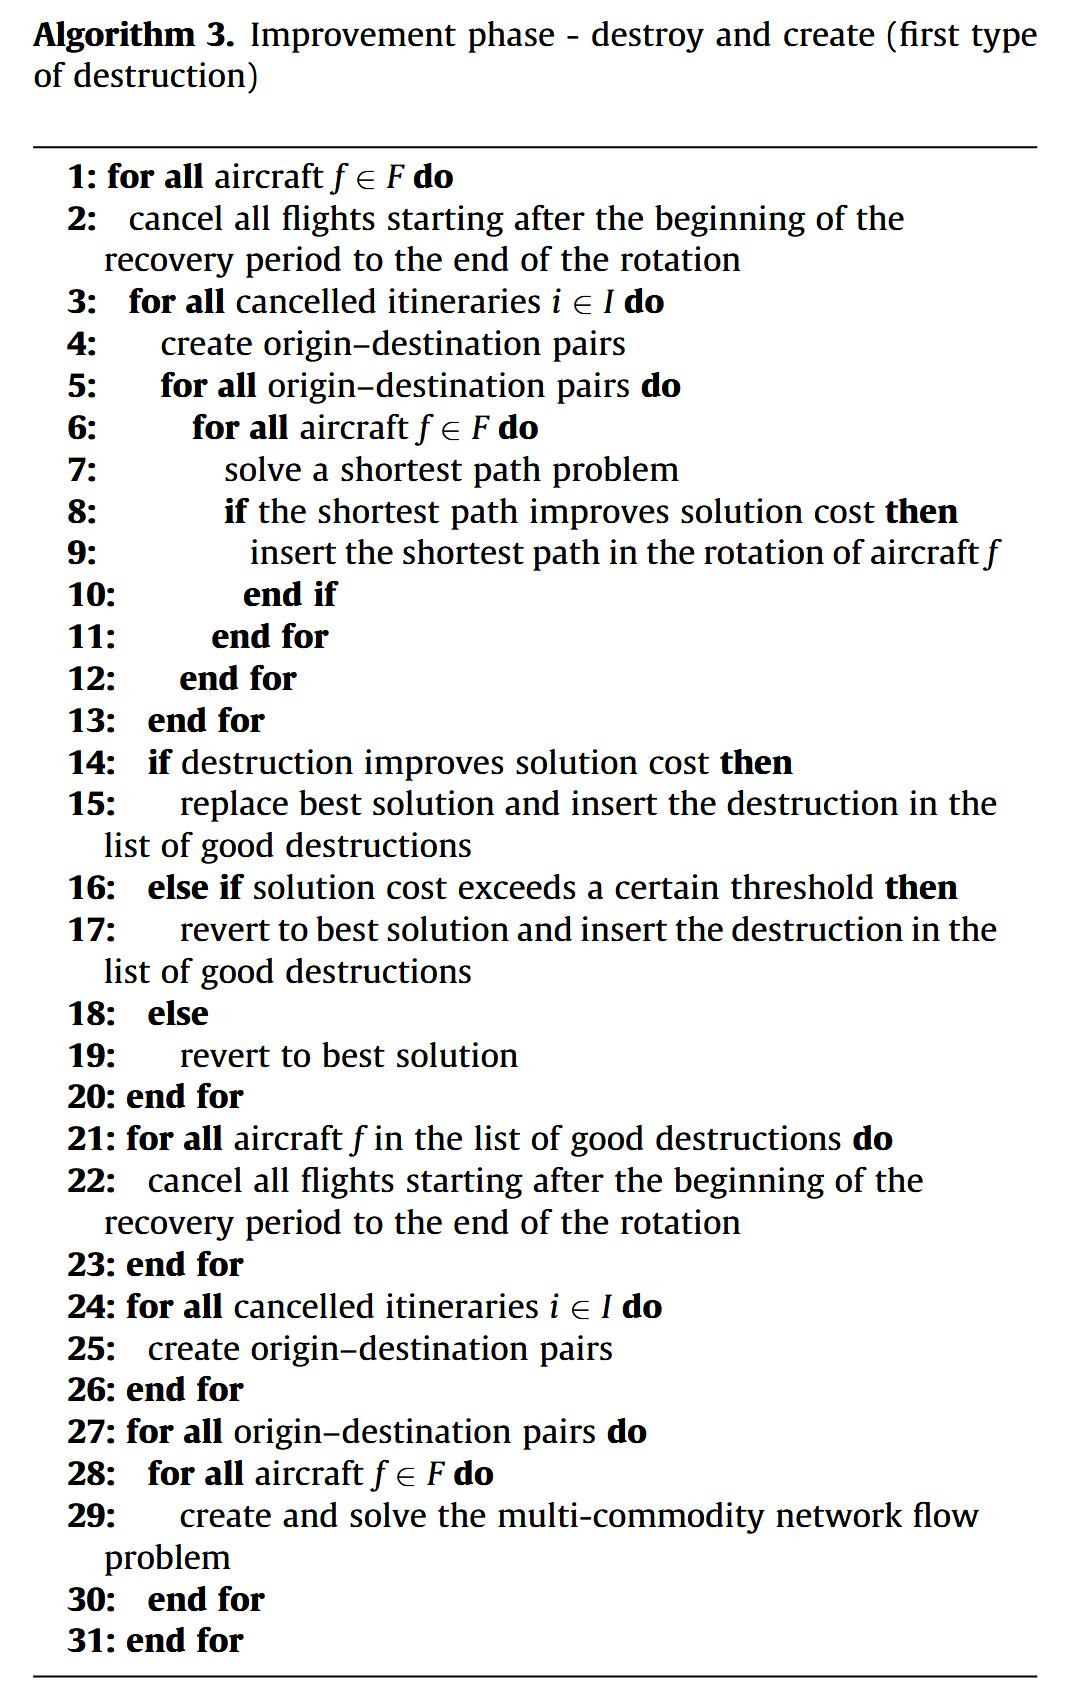 Algorithm 3. Improvement phase - destroy and create (first type
of destruction)
1: for all aircraft f ∈ F do
2: cancel all flights starting after the beginning of the
recovery period to the end of the rotation
3: for all cancelled itineraries i ∈ I do
4: create origin–destination pairs
5: for all origin–destination pairs do
6: for all aircraft f ∈ F do
7: solve a shortest path problem
8: if the shortest path improves solution cost then
9: insert the shortest path in the rotation of aircraft f
10: end if
11: end for
12: end for
13: end for
14: if destruction improves solution cost then
15: replace best solution and insert the destruction in the
list of good destructions
16: else if solution cost exceeds a certain threshold then
17: revert to best solution and insert the destruction in the
list of good destructions
18: else
19: revert to best solution
20: end for
21: for all aircraft f in the list of good destructions do
22: cancel all flights starting after the beginning of the
recovery period to the end of the rotation
23: end for
24: for all cancelled itineraries i ∈ I do
25: create origin–destination pairs
26: end for
27: for all origin–destination pairs do
28: for all aircraft f ∈ F do
29: create and solve the multi-commodity network flow
problem
30: end for
31: end for